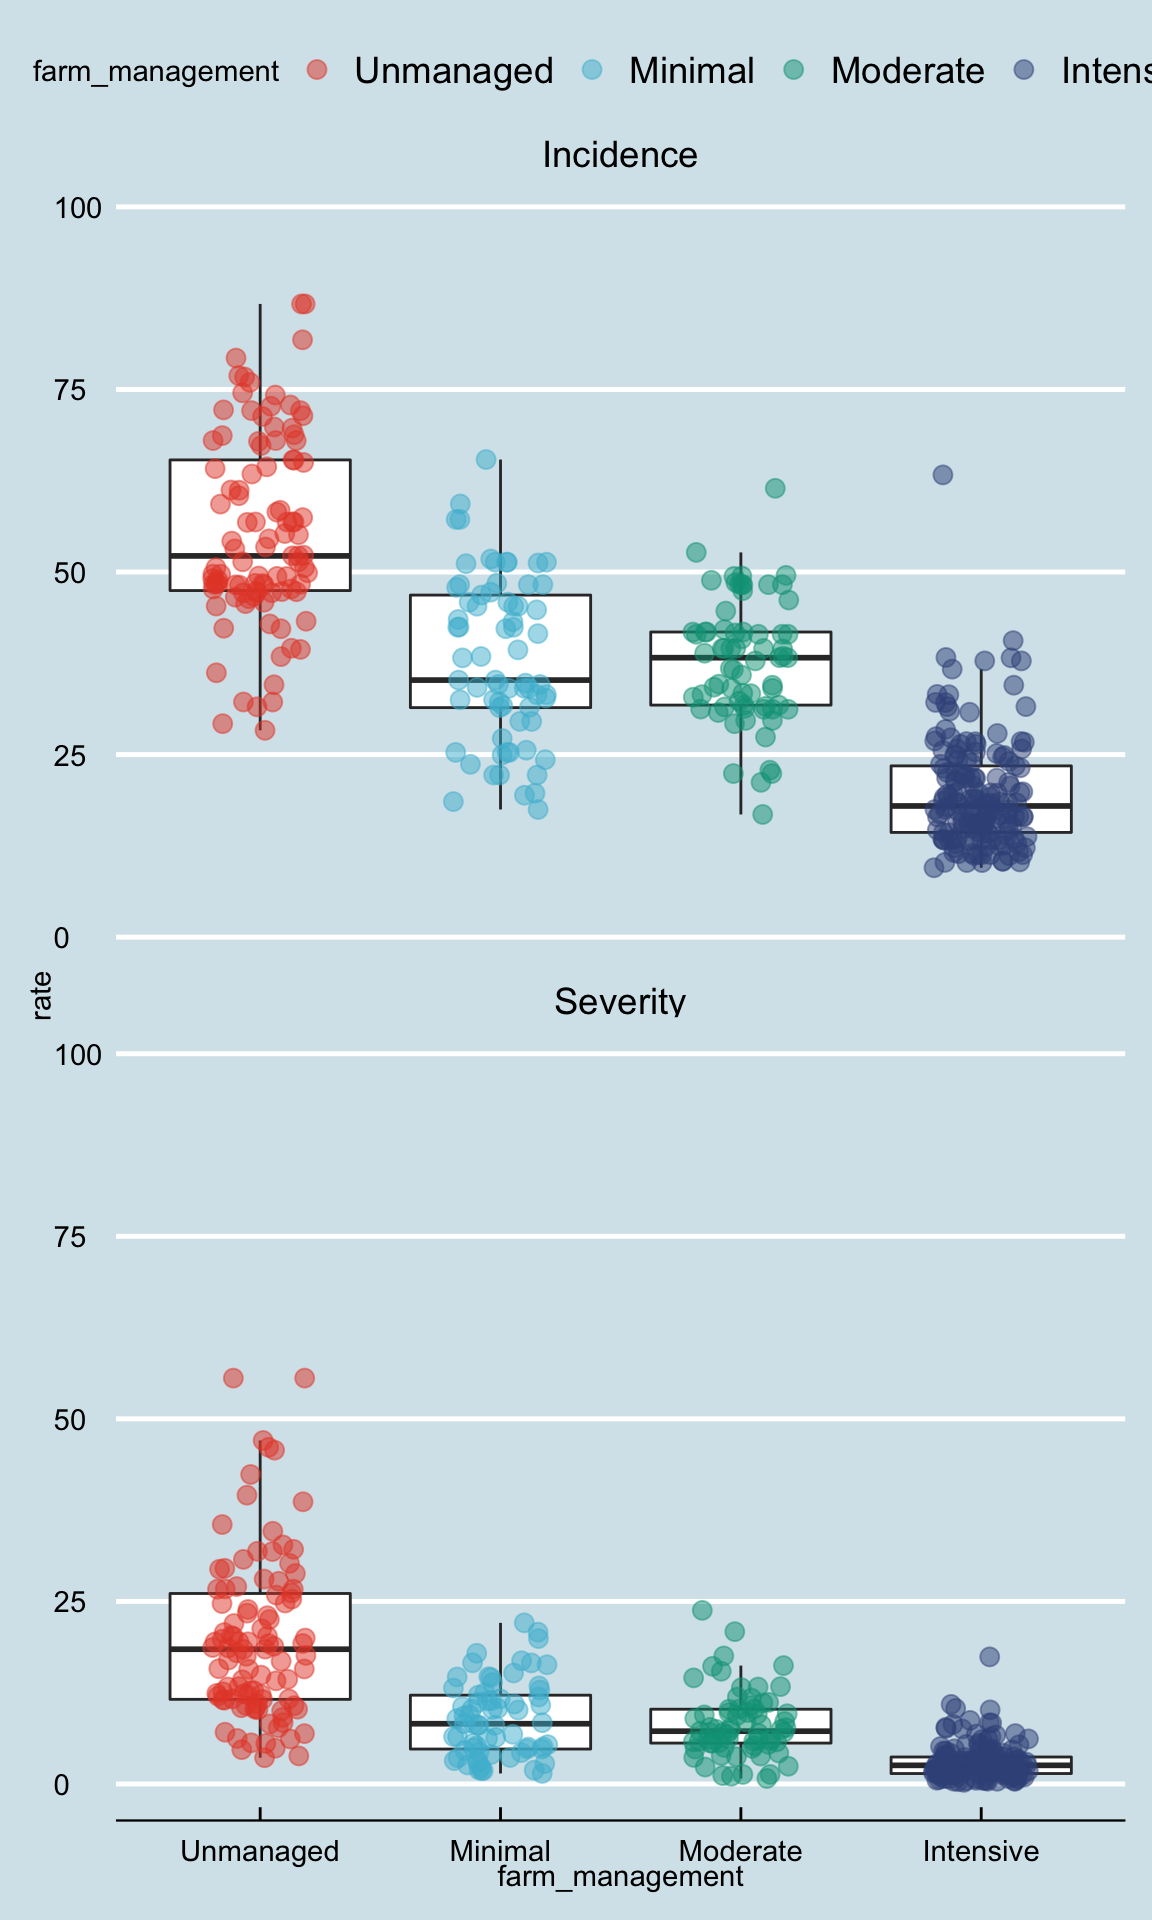 farm_management Unmanaged Minimal Moderate Intens
Incidence
100
75
50
25
0
rate
Severity
100
75
50
25
0
Unmanaged Minimal Moderate Intensive
farm_management